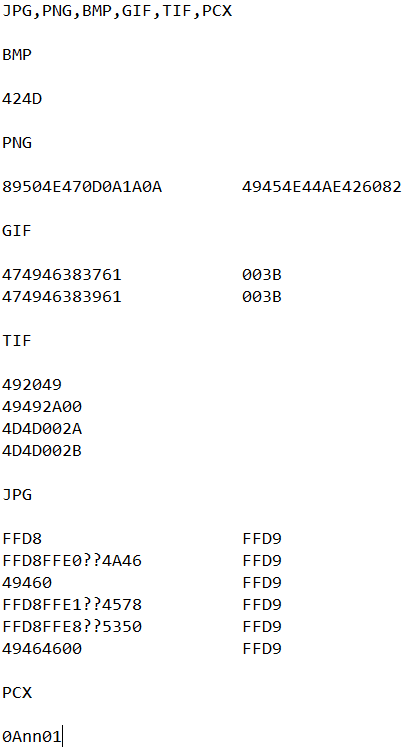 JPG,PNG,BMP,GIF,TIF,PCX
BMP
424D
PNG
89504E470D0A1A0A 49454E44AE426082
GIF
474946383761 003B
474946383961 003B
TIF
492049
49492A00
4D4D002A
4D4D002B
JPG
FFD8 FFD9
FFD8FFE0??4A46 FFD9
49460 FFD9
FFD8FFE1??4578 FFD9
FFD8FFE8??5350 FFD9
49464600 FFD9
PCX
0Ann01